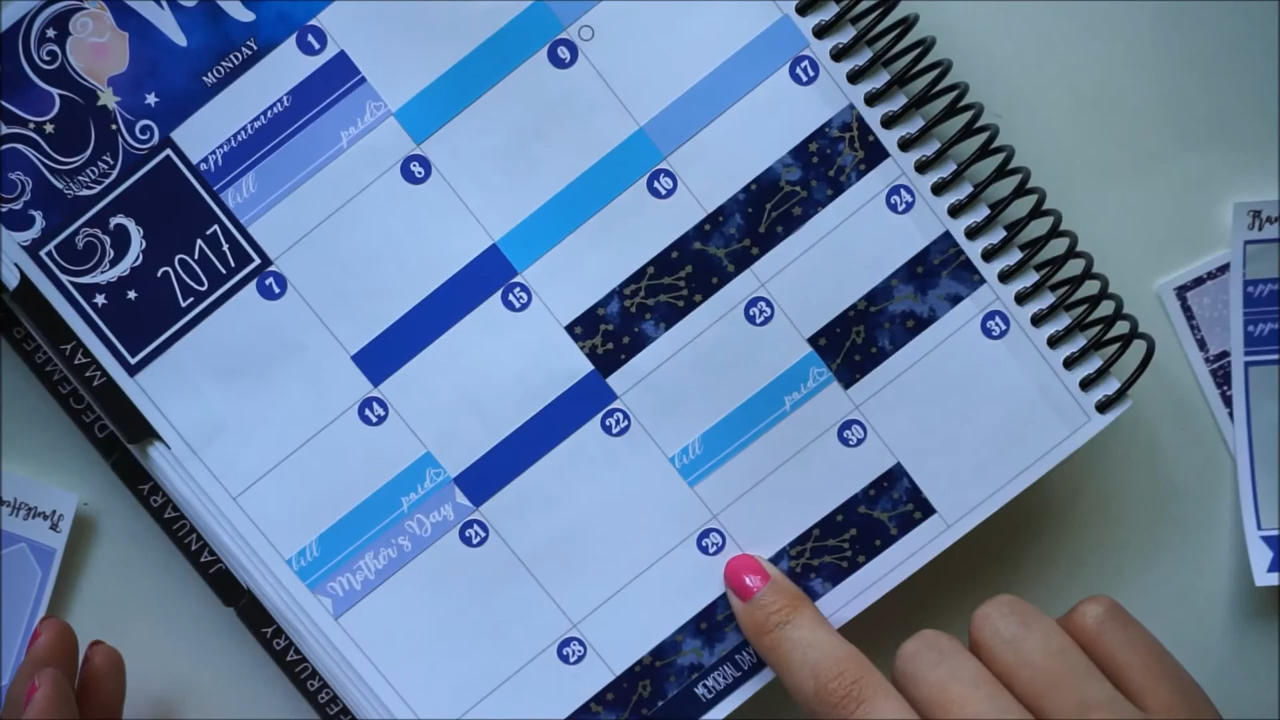 MONDAY
SUNDAY
2017
1
appointment
bill
paid
7
8
9
14
bill
paid
Mother's Day
15
16
17
21
22
23
bill
paid
24
28
29
MEMORIAL DAY
30
31
DECEMBER
MAY
JANUARY
FEBRUARY